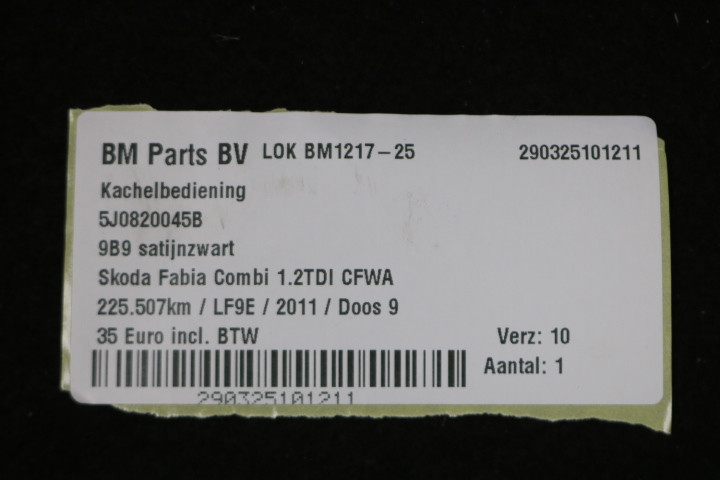 BM Parts BV LOK BM1217-25 290325101211
Kachelbediening
5J0820045B
9B9 satijnzwart
Skoda Fabia Combi 1.2TDI CFWA
225.507km / LF9E / 2011 / Doos 9
35 Euro incl. BTW Verz: 10
Aantal: 1
290325101211